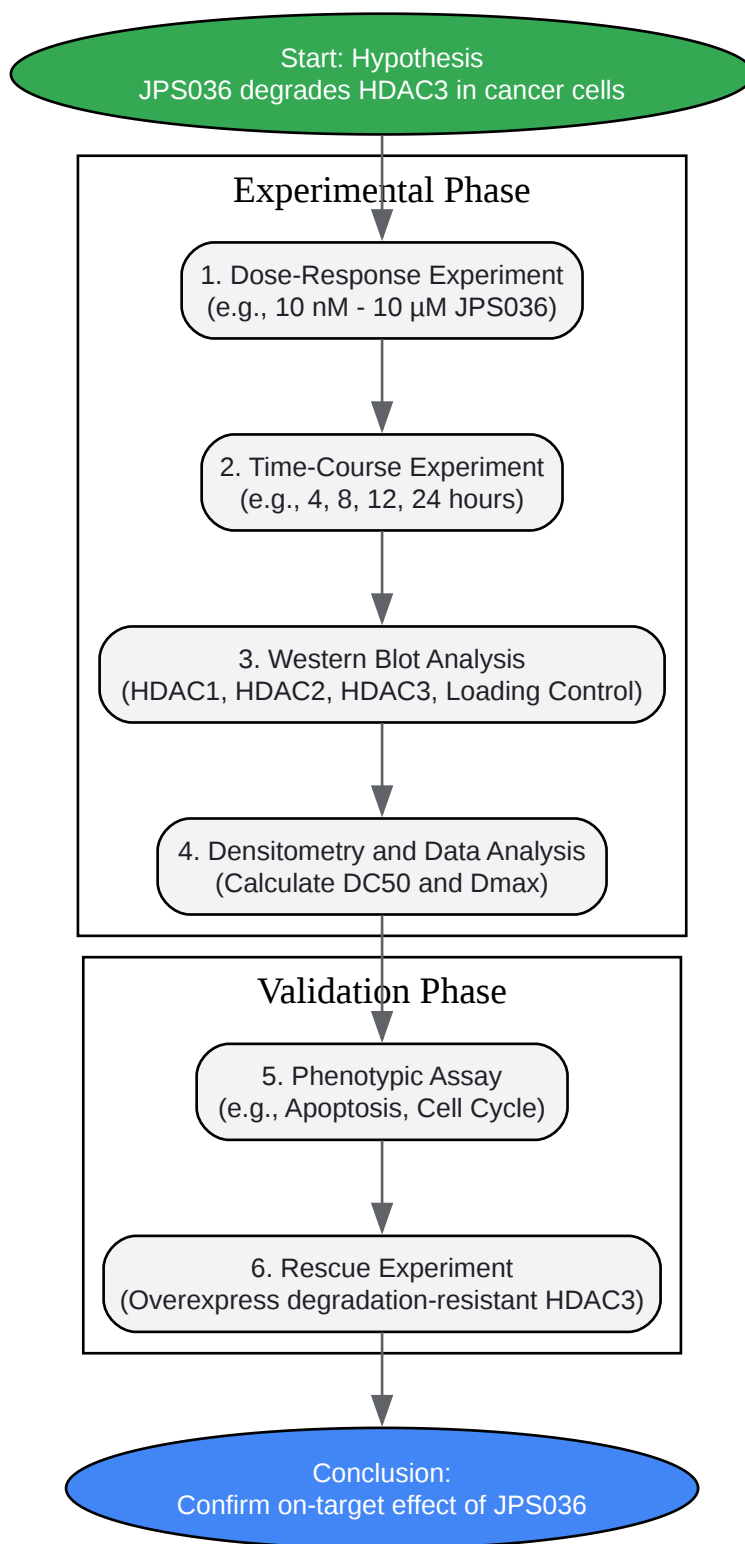 Start: Hypothesis
JPS036 degrades HDAC3 in cancer cells
Experimental Phase
1. Dose-Response Experiment
(e.g., 10 nM - 10 µM JPS036)
2. Time-Course Experiment
(e.g., 4, 8, 12, 24 hours)
3. Western Blot Analysis
(HDAC1, HDAC2, HDAC3, Loading Control)
4. Densitometry and Data Analysis
(Calculate DC50 and Dmax)
Validation Phase
5. Phenotypic Assay
(e.g., Apoptosis, Cell Cycle)
6. Rescue Experiment
(Overexpress degradation-resistant HDAC3)
Conclusion:
Confirm on-target effect of JPS036